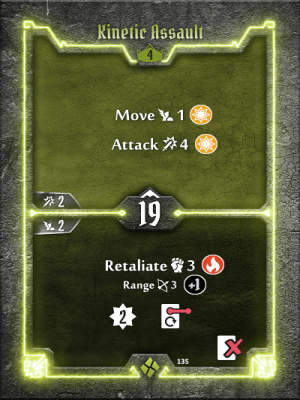 Kinetic Assault
4
Move 1
Attack 4
2
19
2
Retaliate 3
Range 3 +1
2
135